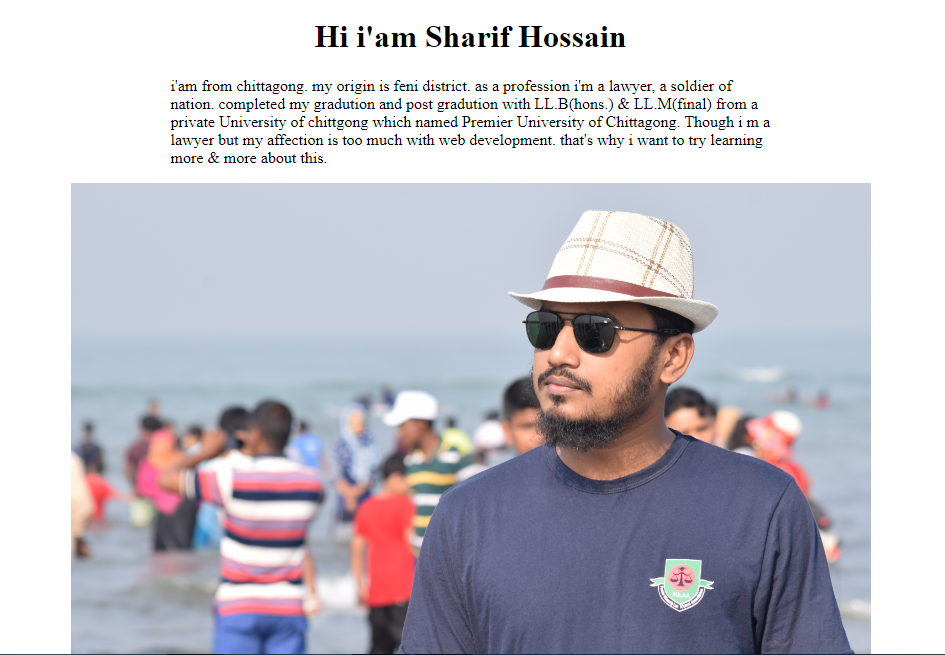 Hi i'am Sharif Hossain
i'am from chittagong. my origin is feni district. as a profession i'm a lawyer, a soldier of
nation. completed my gradution and post gradution with LL.B(hons.) & LL.M(final) from a
private University of chittgong which named Premier University of Chittagong. Though i m a
lawyer but my affection is too much with web development. that's why i want to try learning
more & more about this.